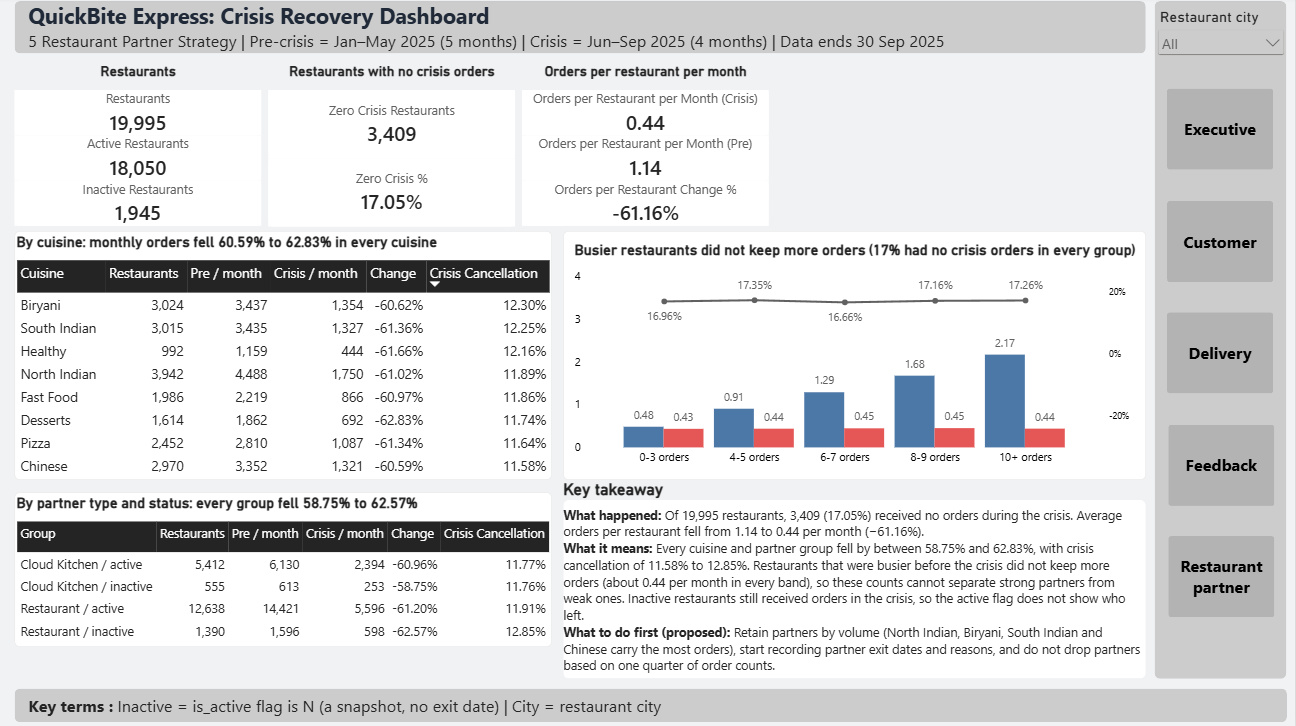 QuickBite Express: Crisis Recovery Dashboard
5 Restaurant Partner Strategy | Pre-crisis = Jan–May 2025 (5 months) | Crisis = Jun–Sep 2025 (4 months) | Data ends 30 Sep 2025
Restaurant city
All
Restaurants
Restaurants
19,995
Active Restaurants
18,050
Inactive Restaurants
1,945
Restaurants with no crisis orders
Zero Crisis Restaurants
3,409
Zero Crisis %
17.05%
Orders per restaurant per month
Orders per Restaurant per Month (Crisis)
0.44
Orders per Restaurant per Month (Pre)
1.14
Orders per Restaurant Change %
-61.16%
By cuisine: monthly orders fell 60.59% to 62.83% in every cuisine
Cuisine Restaurants Pre / month Crisis / month Change Crisis Cancellation
Biryani 3,024 3,437 1,354 -60.62% 12.30%
South Indian 3,015 3,435 1,327 -61.36% 12.25%
Healthy 992 1,159 444 -61.66% 12.16%
North Indian 3,942 4,488 1,750 -61.02% 11.89%
Fast Food 1,986 2,219 866 -60.97% 11.86%
Desserts 1,614 1,862 692 -62.83% 11.74%
Pizza 2,452 2,810 1,087 -61.34% 11.64%
Chinese 2,970 3,352 1,321 -60.59% 11.58%
By partner type and status: every group fell 58.75% to 62.57%
Group Restaurants Pre / month Crisis / month Change Crisis Cancellation
Cloud Kitchen / active 5,412 6,130 2,394 -60.96% 11.77%
Cloud Kitchen / inactive 555 613 253 -58.75% 11.76%
Restaurant / active 12,638 14,421 5,596 -61.20% 11.91%
Restaurant / inactive 1,390 1,596 598 -62.57% 12.85%
Busier restaurants did not keep more orders (17% had no crisis orders in every group)
4
3
2
1
0
20%
0%
-20%
16.96% 17.35% 16.66% 17.16% 17.26%
0.48 0.43 0.91 0.44 1.29 0.45 1.68 0.45 2.17 0.44
0-3 orders 4-5 orders 6-7 orders 8-9 orders 10+ orders
Key takeaway
What happened: Of 19,995 restaurants, 3,409 (17.05%) received no orders during the crisis. Average
orders per restaurant fell from 1.14 to 0.44 per month (−61.16%).
What it means: Every cuisine and partner group fell by between 58.75% and 62.83%, with crisis
cancellation of 11.58% to 12.85%. Restaurants that were busier before the crisis did not keep more
orders (about 0.44 per month in every band), so these counts cannot separate strong partners from
weak ones. Inactive restaurants still received orders in the crisis, so the active flag does not show who
left.
What to do first (proposed): Retain partners by volume (North Indian, Biryani, South Indian and
Chinese carry the most orders), start recording partner exit dates and reasons, and do not drop partners
based on one quarter of order counts.
Executive
Customer
Delivery
Feedback
Restaurant
partner
Key terms : Inactive = is_active flag is N (a snapshot, no exit date) | City = restaurant city